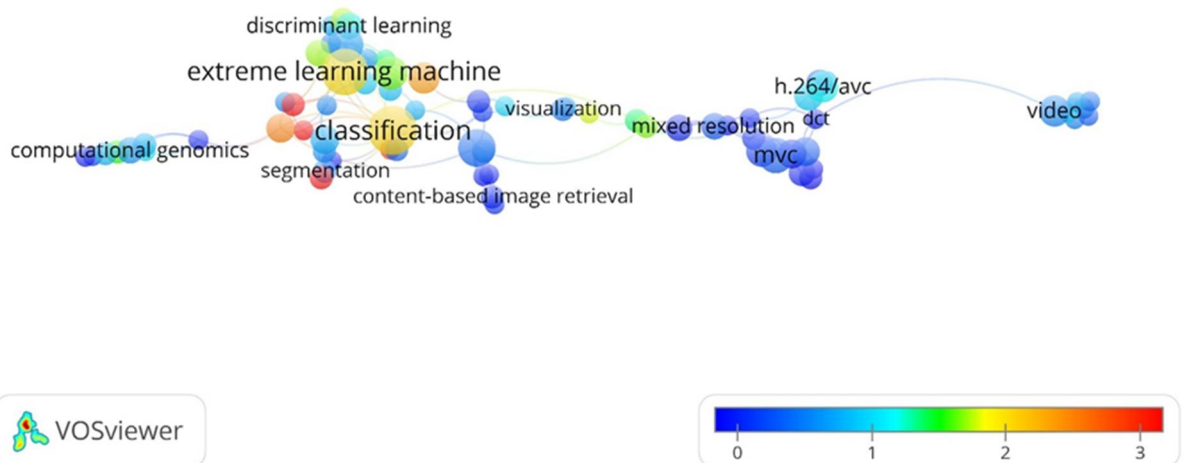 discriminant learning
extreme learning machine
h.264/avc
visualization
video
dct
mixed resolution
classification
computational genomics
mvc
segmentation
content-based image retrieval
VOSviewer
0 1 2 3